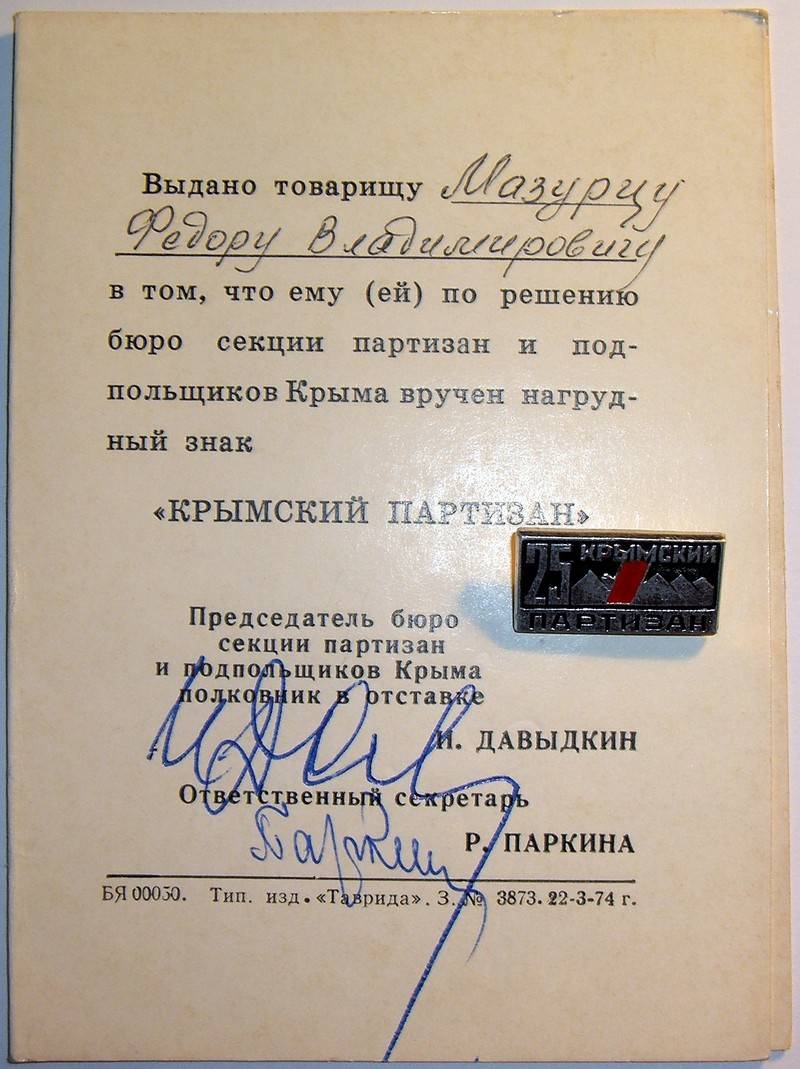 Выдано товарищу Мазурцу
Федору Владимировичу
в том, что ему (ей) по решению
бюро секции партизан и под-
польщиков Крыма вручен нагруд-
ный знак
«КРЫМСКИЙ ПАРТИЗАН»
25 КРЫМСКИЙ
ПАРТИЗАН
Председатель бюро
секции партизан
и подпольщиков Крыма
полковник в отставке
И. ДАВЫДКИН
Ответственный секретарь
Р. ПАРКИНА
БЯ 00050. Тип. изд. «Таврида». З. № 3873. 22-3-74 г.